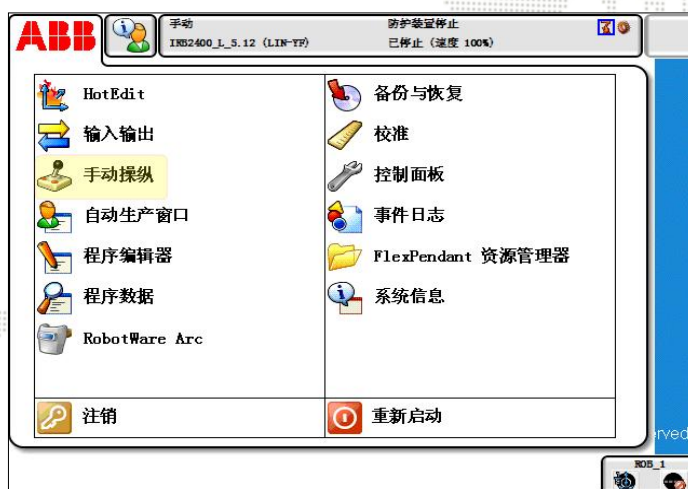 ABB
手动
防护装置停止
IRB2400_L_5.12 (LIN-YP)
已停止 (速度 100%)
HotEdit
备份与恢复
输入输出
校准
手动操纵
控制面板
自动生产窗口
事件日志
程序编辑器
FlexPendant 资源管理器
程序数据
系统信息
RobotWare Arc
注销
重新启动
rved
ROB_1